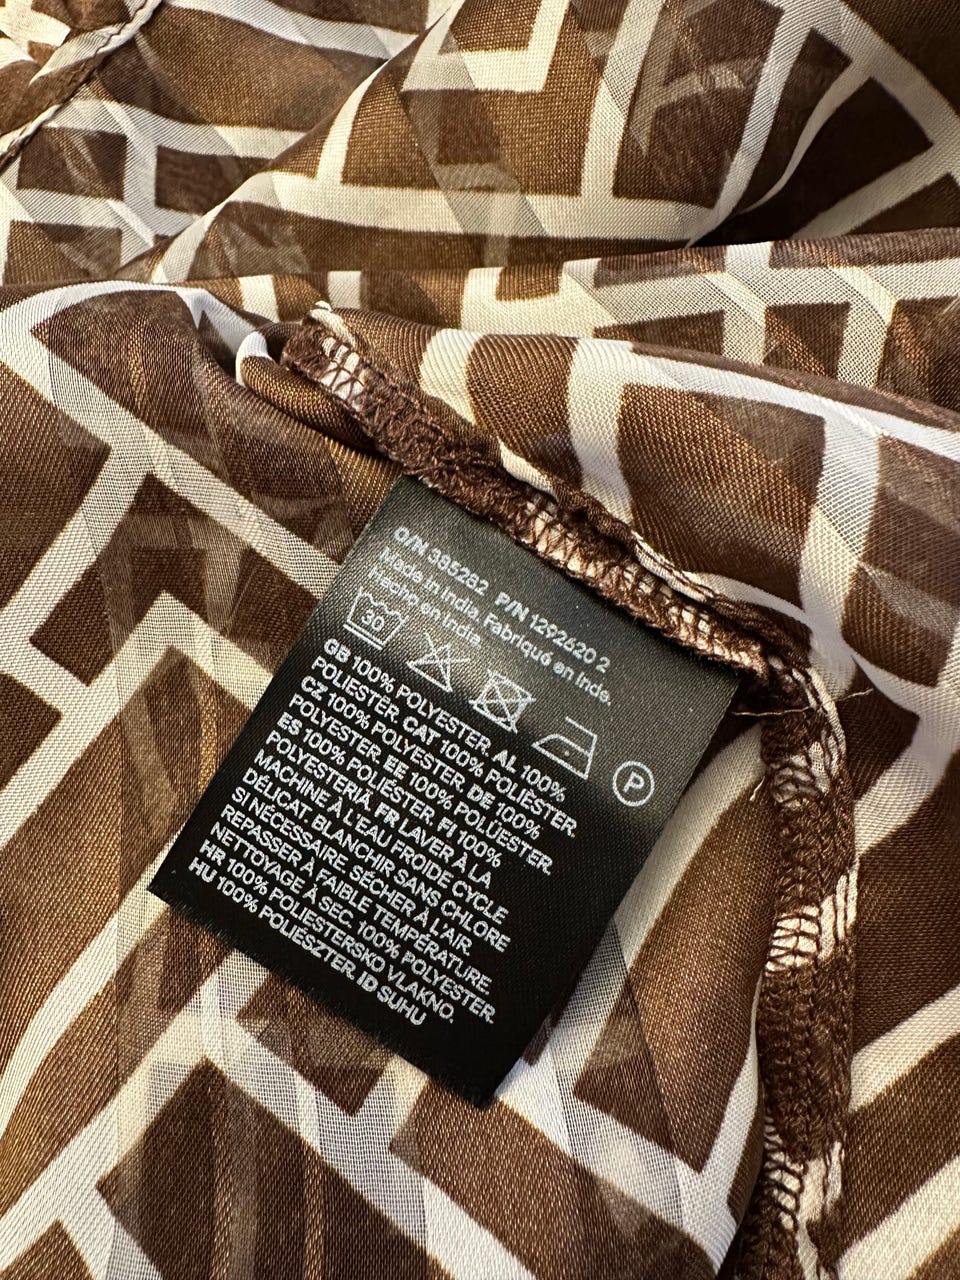 O/N 385282 P/N 1292620 2
Made in India. Fabriqué en Inde.
Hecho en India.
30
P
GB 100% POLYESTER. AL 100%
POLIESTËR. CAT 100% POLIÈSTER.
CZ 100% POLYESTER. DE 100%
POLYESTER. EE 100% POLÜESTER.
ES 100% POLIÉSTER. FI 100%
POLYESTERIÄ. FR LAVER À LA
MACHINE À L'EAU FROIDE CYCLE
DÉLICAT. BLANCHIR SANS CHLORE
SI NÉCESSAIRE. SÉCHER À L'AIR.
REPASSER À FAIBLE TEMPÉRATURE.
NETTOYAGE À SEC. 100% POLYESTER.
HR 100% POLIESTERSKO VLAKNO.
HU 100% POLIÉSZTER. ID SUHU